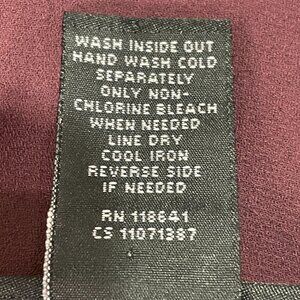 WASH INSIDE OUT
HAND WASH COLD
SEPARATELY
ONLY NON-
CHLORINE BLEACH
WHEN NEEDED
LINE DRY
COOL IRON
REVERSE SIDE
IF NEEDED
RN 118641
CS 11071387